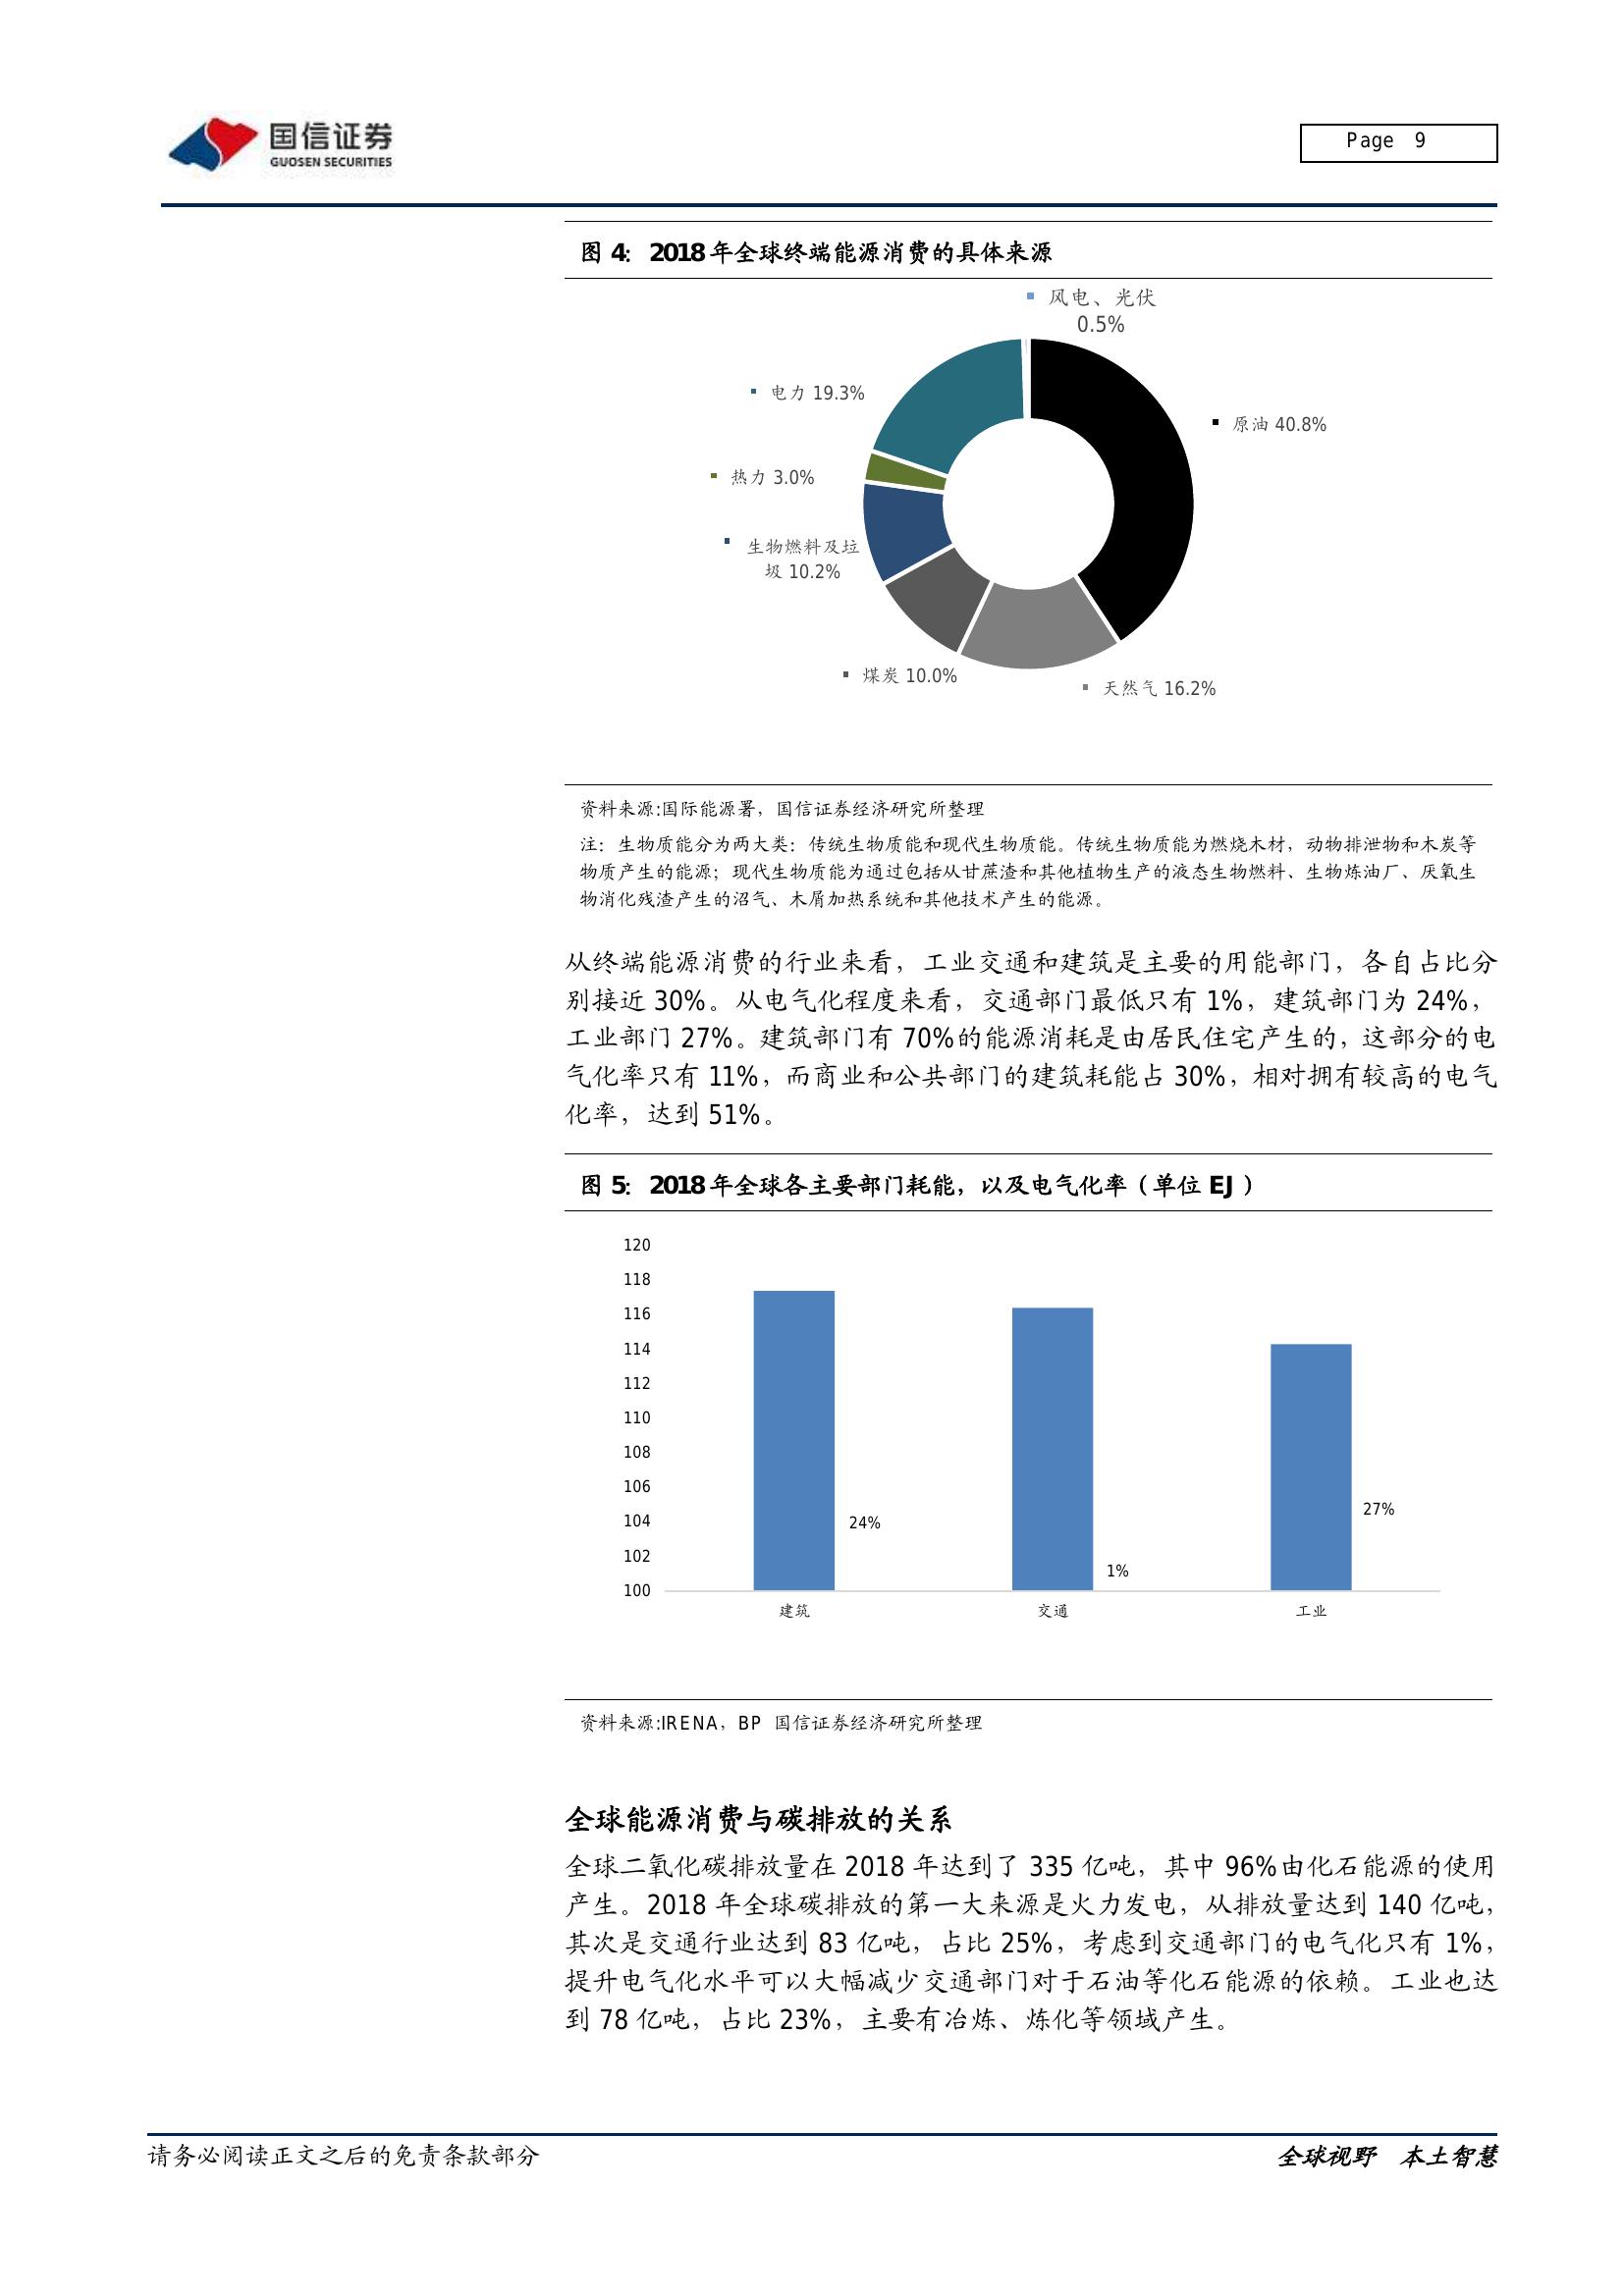 国信证券
GUOSEN SECURITIES
Page 9
图 4: 2018 年全球终端能源消费的具体来源
风电、光伏
0.5%
电力 19.3%
原油 40.8%
热力 3.0%
生物燃料及垃
圾 10.2%
煤炭 10.0%
天然气 16.2%
资料来源:国际能源署，国信证券经济研究所整理
注：生物质能分为两大类：传统生物质能和现代生物质能。传统生物质能为燃烧木材，动物排泄物和木炭等
物质产生的能源；现代生物质能为通过包括从甘蔗渣和其他植物生产的液态生物燃料、生物炼油厂、厌氧生
物消化残渣产生的沼气、木屑加热系统和其他技术产生的能源。
从终端能源消费的行业来看，工业交通和建筑是主要的用能部门，各自占比分
别接近 30%。从电气化程度来看，交通部门最低只有 1%，建筑部门为 24%，
工业部门 27%。建筑部门有 70%的能源消耗是由居民住宅产生的，这部分的电
气化率只有 11%，而商业和公共部门的建筑耗能占 30%，相对拥有较高的电气
化率，达到 51%。
图 5: 2018 年全球各主要部门耗能，以及电气化率（单位 EJ ）
120
118
116
114
112
110
108
106
104
102
100
24%
1%
27%
建筑
交通
工业
资料来源:IRENA，BP 国信证券经济研究所整理
全球能源消费与碳排放的关系
全球二氧化碳排放量在 2018 年达到了 335 亿吨，其中 96%由化石能源的使用
产生。2018 年全球碳排放的第一大来源是火力发电，从排放量达到 140 亿吨，
其次是交通行业达到 83 亿吨，占比 25%，考虑到交通部门的电气化只有 1%，
提升电气化水平可以大幅减少交通部门对于石油等化石能源的依赖。工业也达
到 78 亿吨，占比 23%，主要有冶炼、炼化等领域产生。
请务必阅读正文之后的免责条款部分
全球视野 本土智慧